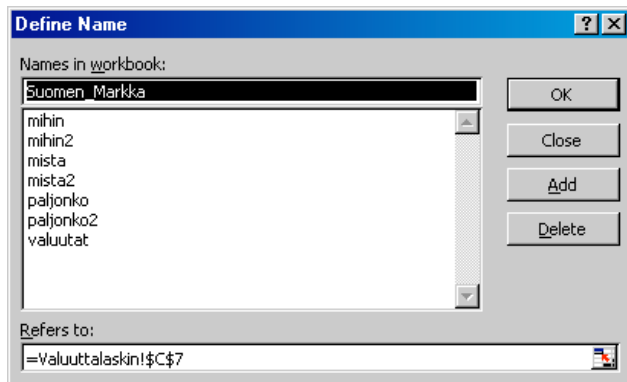 Define Name
Names in workbook:
Suomen_Markka
OK
mihin
mihin2
mista
mista2
paljonko
paljonko2
valuutat
Close
Add
Delete
Refers to:
=Valuuttalaskin!$C$7